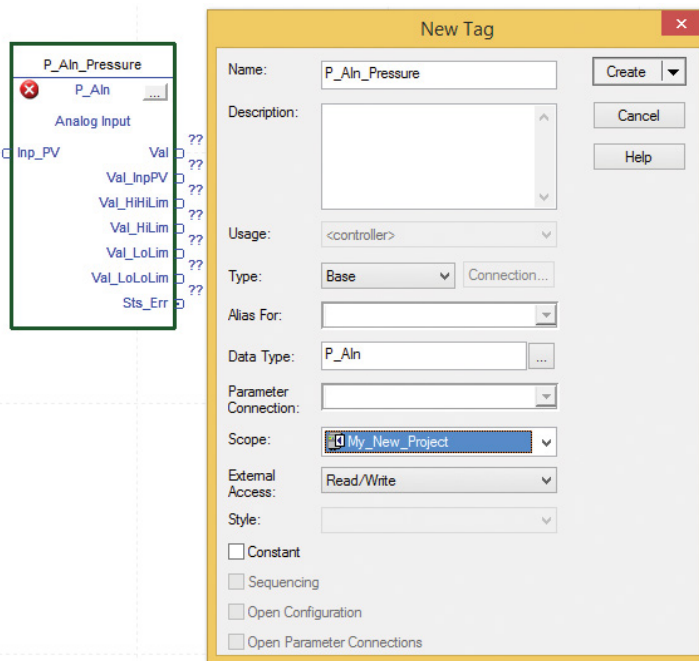 P_AIn_Pressure
P_AIn
...
Analog Input
Inp_PV
Val
??
Val_InpPV
??
Val_HiHiLim
??
Val_HiLim
??
Val_LoLim
??
Val_LoLoLim
??
Sts_Err
??
New Tag
Name:
P_AIn_Pressure
Create
Description:
Cancel
Help
Usage:
<controller>
Type:
Base
Connection...
Alias For:
Data Type:
P_AIn
...
Parameter
Connection:
Scope:
My_New_Project
External
Access:
Read/Write
Style:
Constant
Sequencing
Open Configuration
Open Parameter Connections